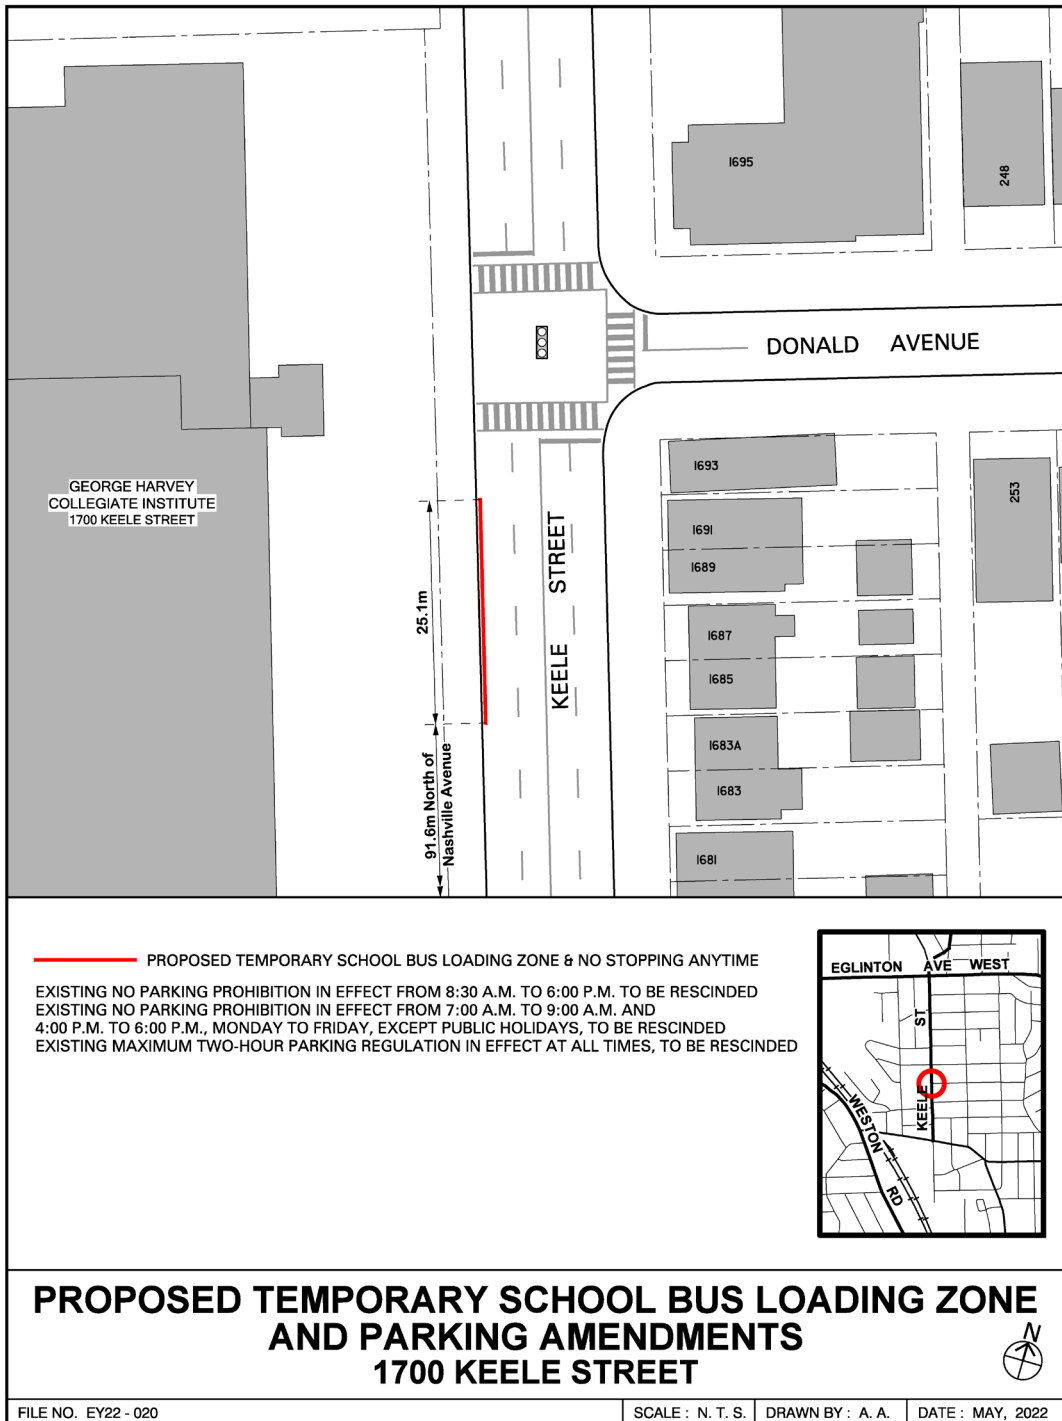 1695
248
DONALD AVENUE
1693
GEORGE HARVEY
COLLEGIATE INSTITUTE
1700 KEELE STREET
253
1691
1689
KEELE STREET
25.1m
1687
1685
1683A
91.6m North of
Nashville Avenue
1683
1681
PROPOSED TEMPORARY SCHOOL BUS LOADING ZONE & NO STOPPING ANYTIME
EXISTING NO PARKING PROHIBITION IN EFFECT FROM 8:30 A.M. TO 6:00 P.M. TO BE RESCINDED
EXISTING NO PARKING PROHIBITION IN EFFECT FROM 7:00 A.M. TO 9:00 A.M. AND
4:00 P.M. TO 6:00 P.M., MONDAY TO FRIDAY, EXCEPT PUBLIC HOLIDAYS, TO BE RESCINDED
EXISTING MAXIMUM TWO-HOUR PARKING REGULATION IN EFFECT AT ALL TIMES, TO BE RESCINDED
EGLINTON AVE WEST
KEELE ST
WESTON RD
PROPOSED TEMPORARY SCHOOL BUS LOADING ZONE
AND PARKING AMENDMENTS
1700 KEELE STREET
N
FILE NO. EY22 - 020
SCALE : N. T. S.
DRAWN BY : A. A.
DATE : MAY, 2022